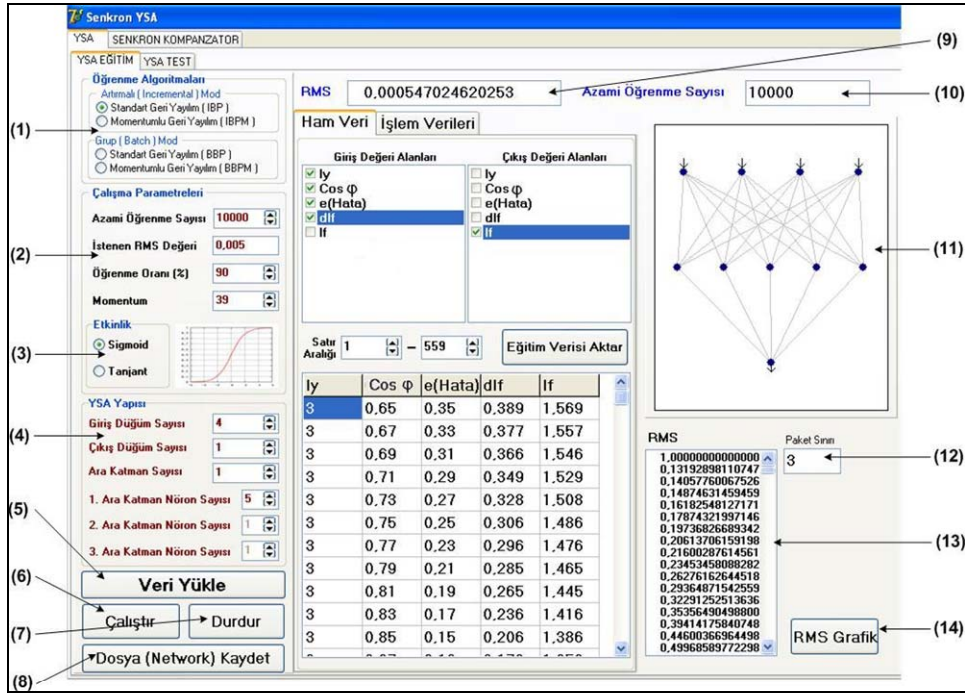 Senkron YSA
YSA SENKRON KOMPANZATOR
YSA EĞİTİM YSA TEST
Öğrenme Algoritmaları
Artımalı ( Incremental ) Mod
Standart Geri Yayılım ( IBP )
Momentumlu Geri Yayılım ( IBPM )
Grup ( Batch ) Mod
Standart Geri Yayılım ( BBP )
Momentumlu Geri Yayılım ( BBPM )
(1)
Çalışma Parametreleri
Azami Öğrenme Sayısı 10000
İstenen RMS Değeri 0,005
Öğrenme Oranı (%) 90
Momentum 39
(2)
Etkinlik
Sigmoid
Tanjant
(3)
YSA Yapısı
Giriş Düğüm Sayısı 4
Çıkış Düğüm Sayısı 1
Ara Katman Sayısı 1
1. Ara Katman Nöron Sayısı 5
2. Ara Katman Nöron Sayısı 1
3. Ara Katman Nöron Sayısı 1
(4)
(5)
Veri Yükle
(6)
Çalıştır Durdur
(7)
Dosya (Network) Kaydet
(8)
RMS 0,000547024620253
(9)
Azami Öğrenme Sayısı 10000
(10)
Ham Veri İşlem Verileri
Giriş Değeri Alanları
Iy
Cos φ
e(Hata)
dIf
If
Çıkış Değeri Alanları
Iy
Cos φ
e(Hata)
dIf
If
Satır Aralığı 1 – 559 Eğitim Verisi Aktar
Iy Cos φ e(Hata) dIf If
3 0,65 0,35 0,389 1,569
3 0,67 0,33 0,377 1,557
3 0,69 0,31 0,366 1,546
3 0,71 0,29 0,349 1,529
3 0,73 0,27 0,328 1,508
3 0,75 0,25 0,306 1,486
3 0,77 0,23 0,296 1,476
3 0,79 0,21 0,285 1,465
3 0,81 0,19 0,265 1,445
3 0,83 0,17 0,236 1,416
3 0,85 0,15 0,206 1,386
(11)
RMS
1,00000000000000
0,13192898110747
0,14057760067526
0,14874631459459
0,16182548127171
0,17874321997146
0,19736826689342
0,20613706159198
0,21600287614561
0,23453458088282
0,26276162644518
0,29364871542559
0,32291252513636
0,35356490498800
0,39414175840748
0,44600366964498
0,49968589772298
Paket Sınırı
3
(12)
(13)
RMS Grafik
(14)